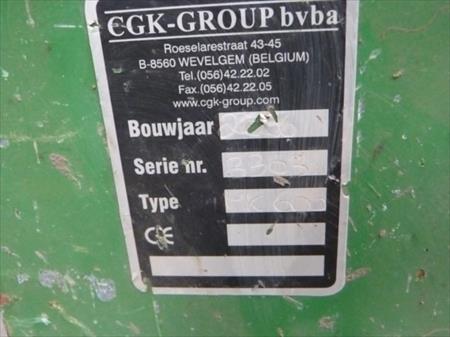 CGK-GROUP bvba
Roeselarestraat 43-45
B-8560 WEVELGEM (BELGIUM)
Tel.(056)42.22.02
Fax.(056)42.22.05
www.cgk-group.com
Bouwjaar
Serie nr.
Type
CE